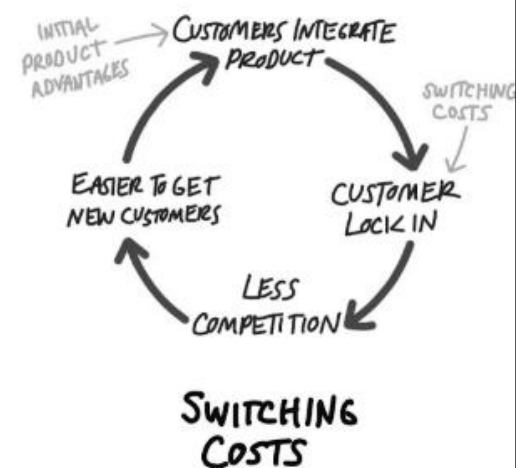 INITIAL
PRODUCT
ADVANTAGES
CUSTOMERS INTEGRATE
PRODUCT
SWITCHING
COSTS
CUSTOMER
LOCK IN
LESS
COMPETITION
EASIER TO GET
NEW CUSTOMERS
SWITCHING
COSTS